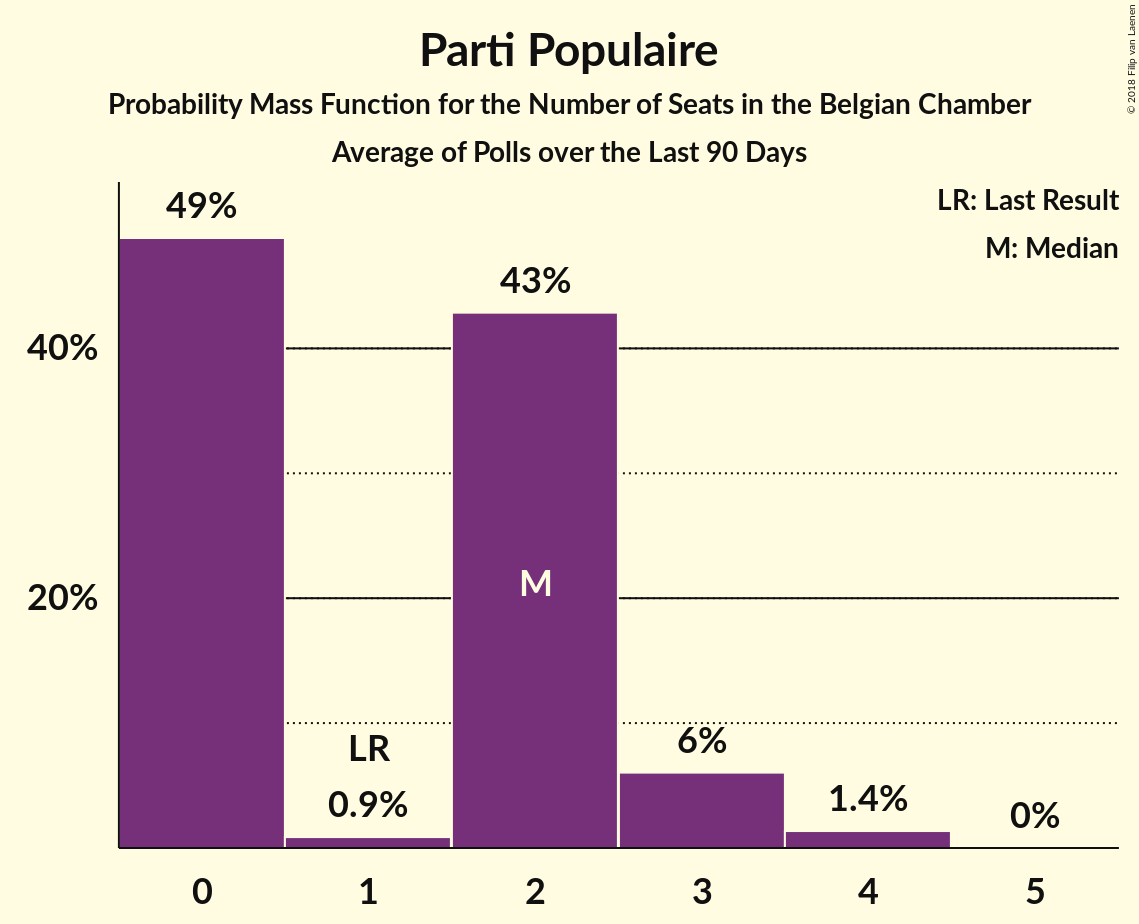 Parti Populaire
Probability Mass Function for the Number of Seats in the Belgian Chamber
Average of Polls over the Last 90 Days
© 2018 Filip van Laenen
LR: Last Result
M: Median
49%
43%
40%
20%
M
LR
0.9%
6%
1.4%
0%
0 1 2 3 4 5